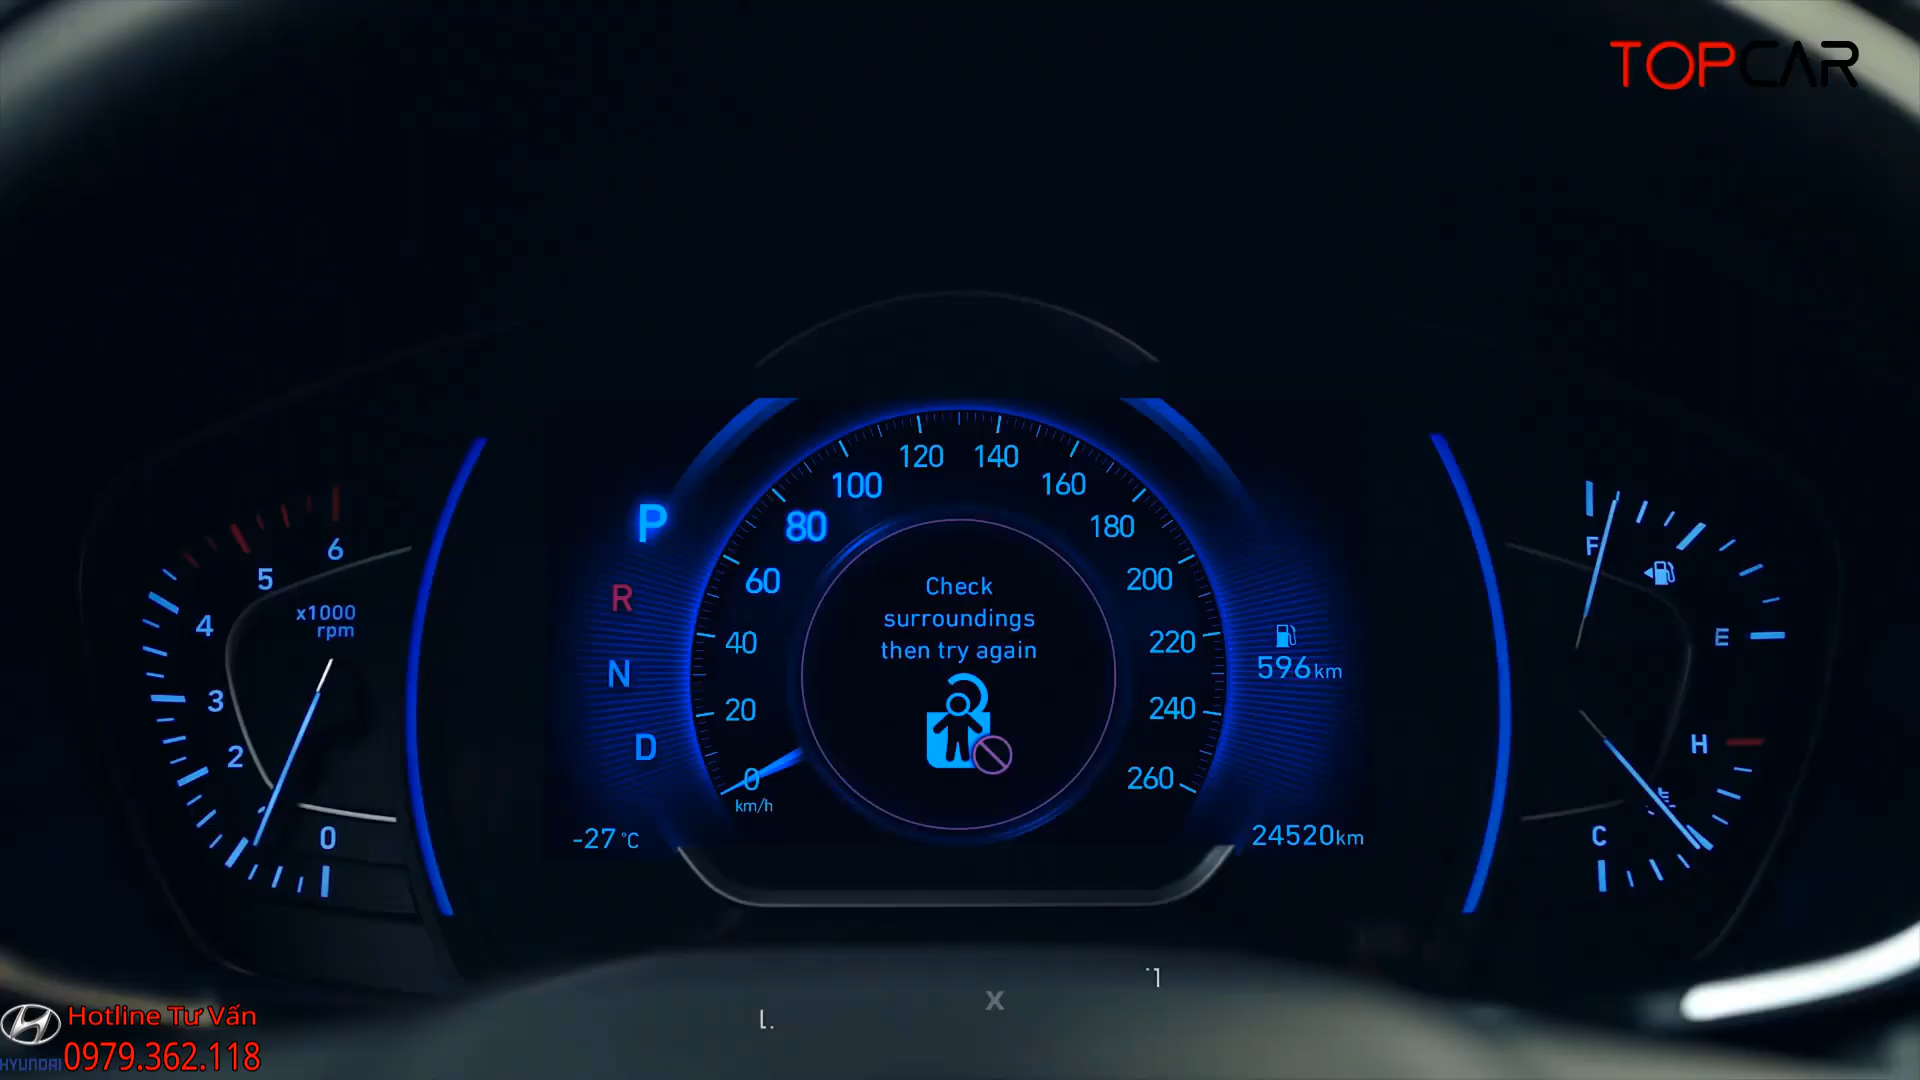 TOPCAR
120 140
100 160
80 180
60 200
40 220
20 240
0 260
km/h
P
R
N
D
Check
surroundings
then try again
6
5
4
3
2
0
x1000
rpm
F
E
H
C
596km
-27°C
24520km
x
Hotline Tư Vấn
HYUNDAI 0979.362.118